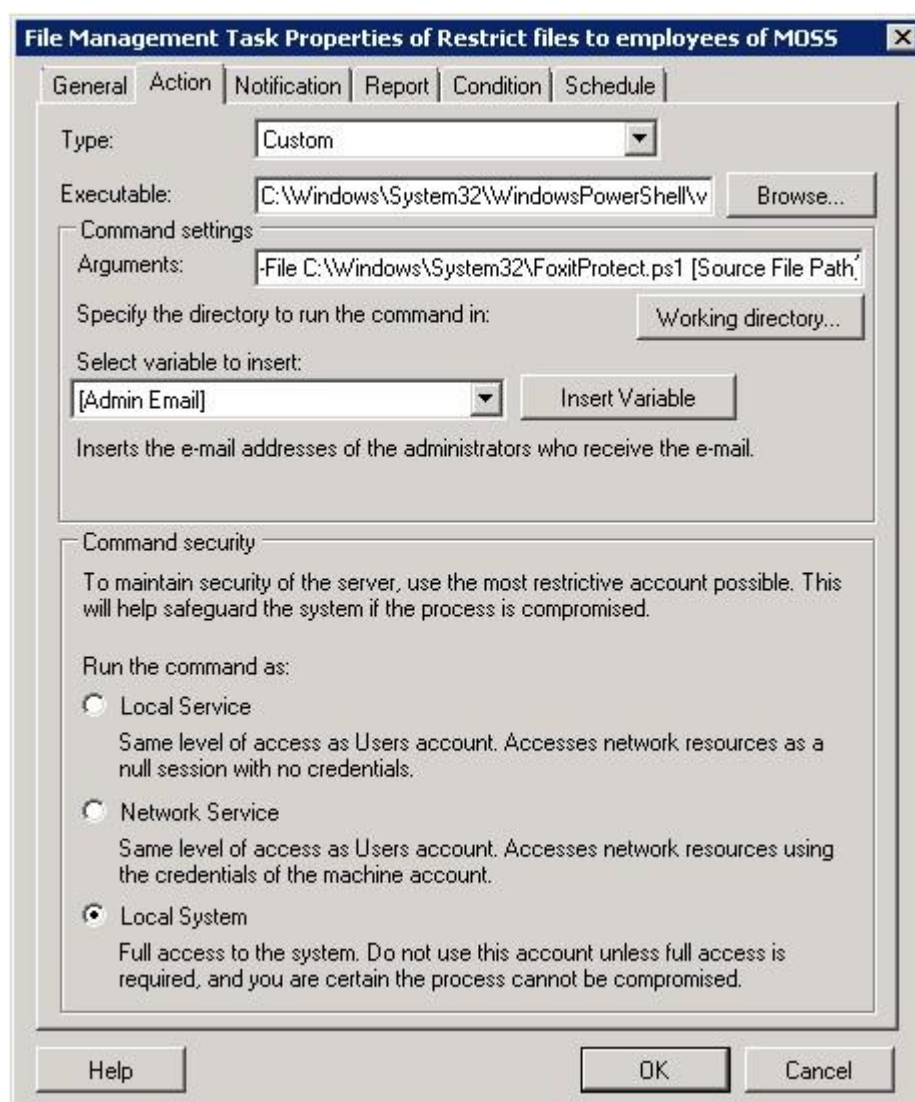 File Management Task Properties of Restrict files to employees of MOSS
General Action Notification Report Condition Schedule
Type: Custom
Executable: C:\Windows\System32\WindowsPowerShell\v Browse...
Command settings
Arguments: -File C:\Windows\System32\FoxitProtect.ps1 [Source File Path]
Specify the directory to run the command in: Working directory...
Select variable to insert:
[Admin Email] Insert Variable
Inserts the e-mail addresses of the administrators who receive the e-mail.
Command security
To maintain security of the server, use the most restrictive account possible. This
will help safeguard the system if the process is compromised.
Run the command as:
Local Service
Same level of access as Users account. Accesses network resources as a
null session with no credentials.
Network Service
Same level of access as Users account. Accesses network resources using
the credentials of the machine account.
Local System
Full access to the system. Do not use this account unless full access is
required, and you are certain the process cannot be compromised.
Help OK Cancel